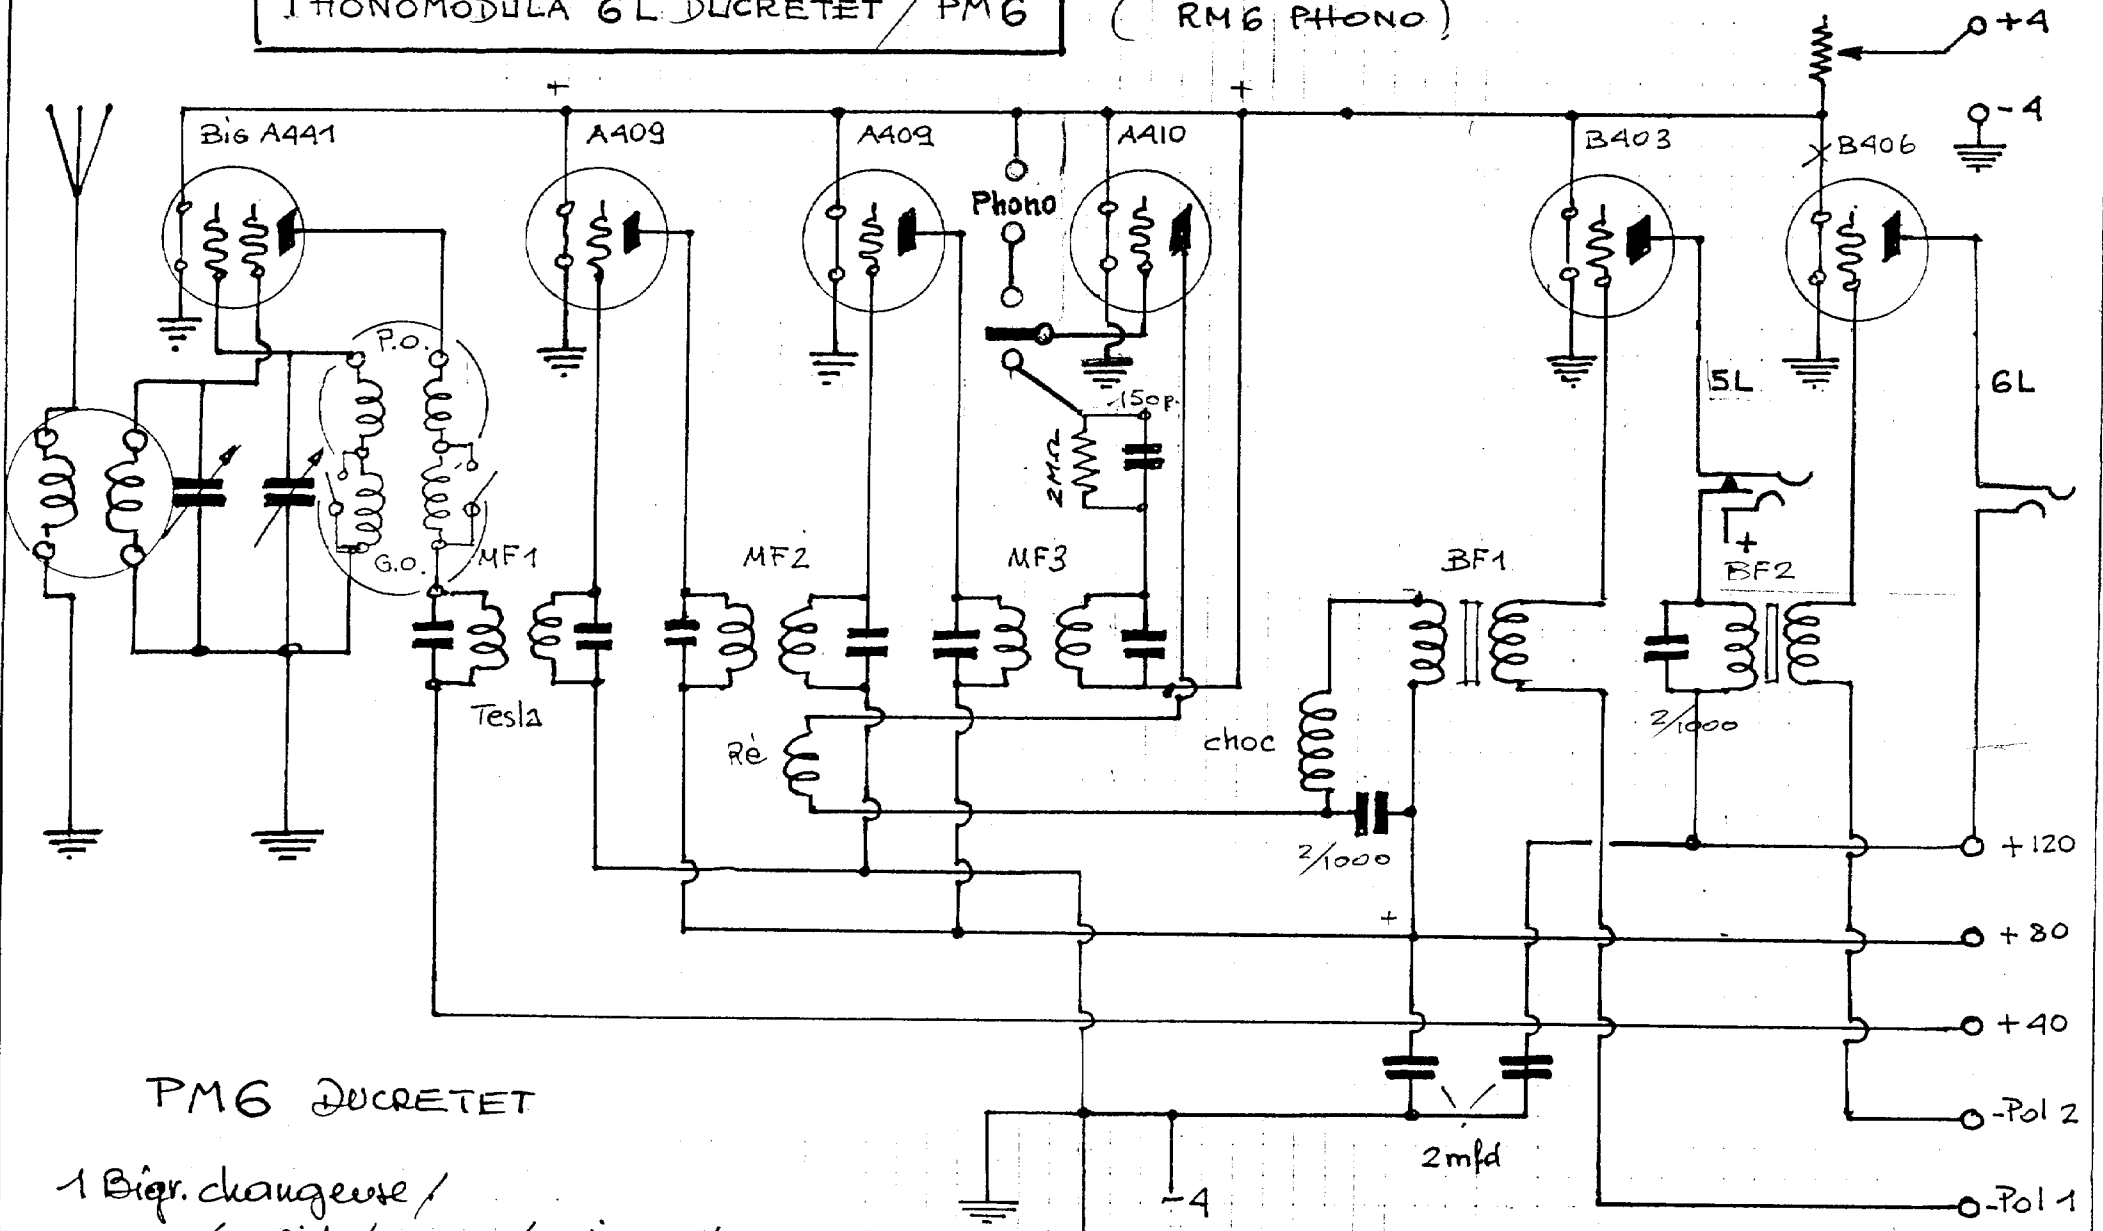 PHONOMODULA 6L DUCRETET / PM6 (RM6 PHONO)
+4
+
+
-4
Big A441
A409
A409
A410
B403
B406
Phono
P.O.
5L
6L
150p.
2MΩ
G.O.
MF1
MF2
MF3
BF1
+
BF2
Tesla
Ré
choc
2/1000
2/1000
+120
+
+80
+40
PM6 DUCRETET
-Pol 2
2mfd
1 Bigr. changeuse /
-4
-Pol 1